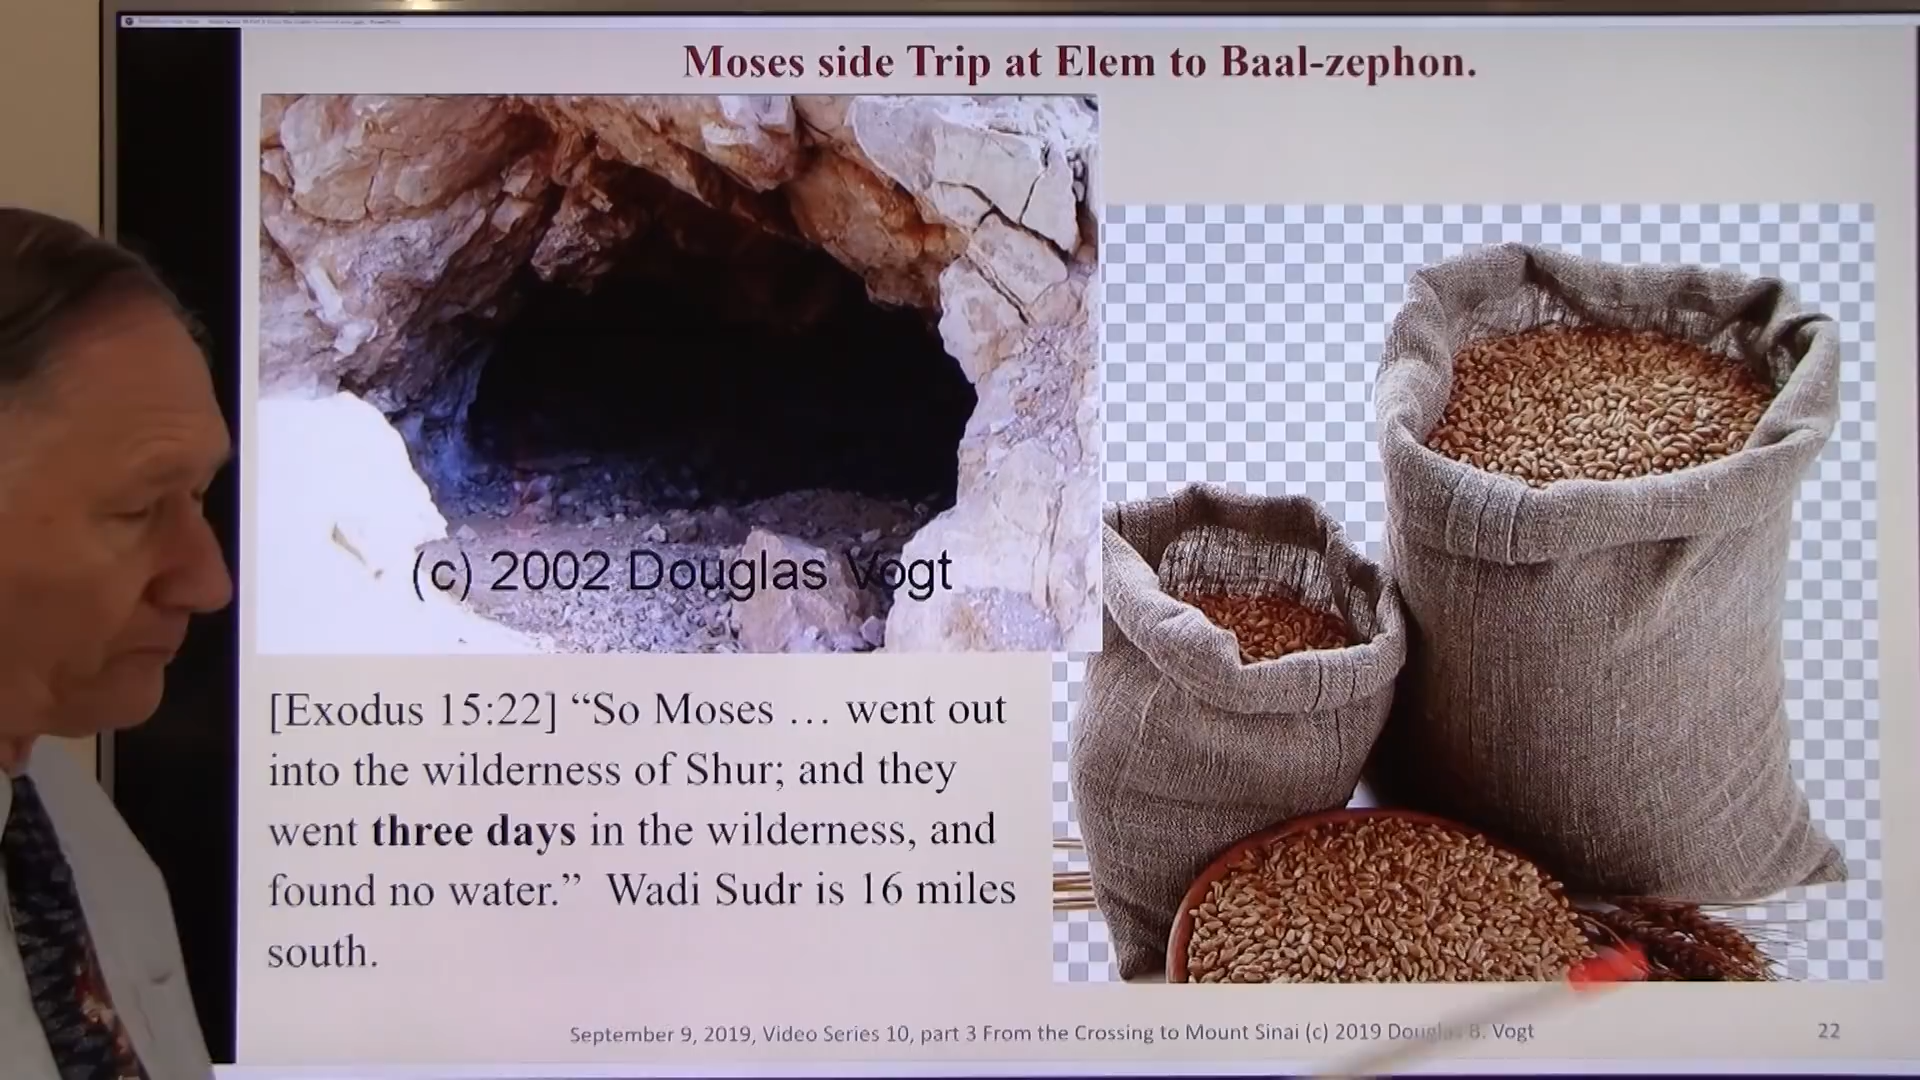 Moses side Trip at Elem to Baal-zephon.
(c) 2002 Douglas Vogt
[Exodus 15:22] “So Moses … went out
into the wilderness of Shur; and they
went three days in the wilderness, and
found no water.” Wadi Sudr is 16 miles
south.
September 9, 2019, Video Series 10, part 3 From the Crossing to Mount Sinai (c) 2019 Douglas B. Vogt
22